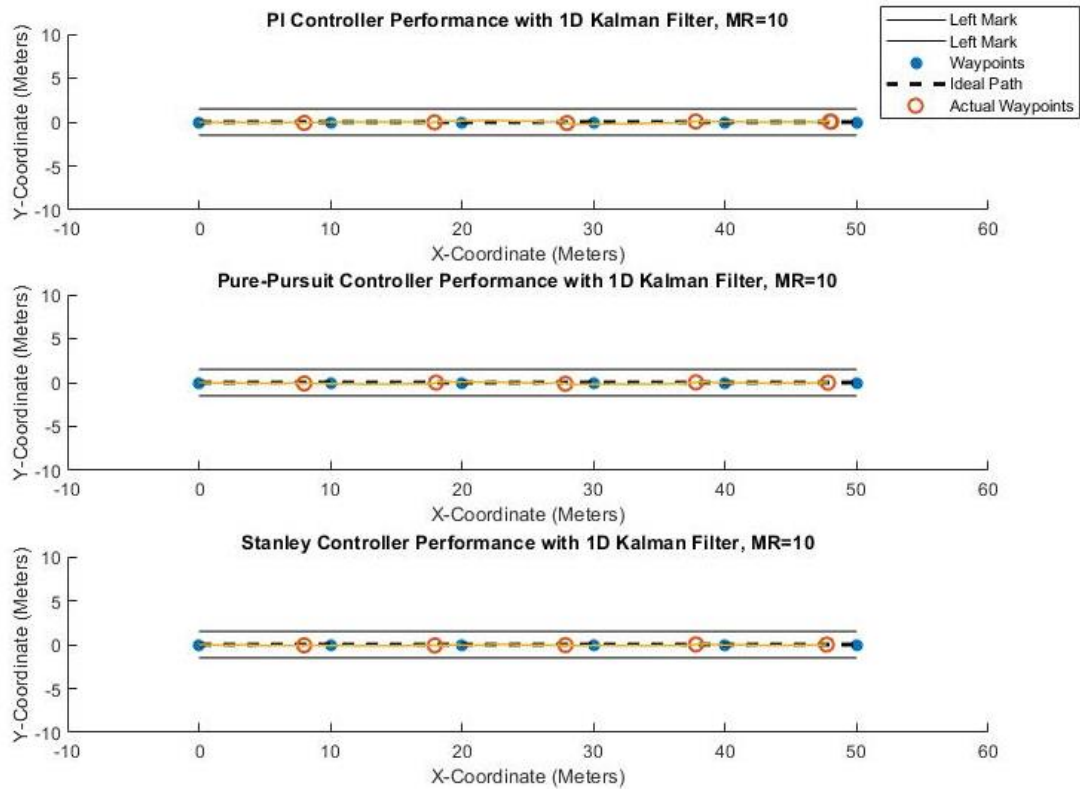 PI Controller Performance with 1D Kalman Filter, MR=10
Left Mark
Left Mark
Waypoints
Ideal Path
Actual Waypoints
Y-Coordinate (Meters)
10
5
0
-5
-10
-10 0 10 20 30 40 50 60
X-Coordinate (Meters)
Pure-Pursuit Controller Performance with 1D Kalman Filter, MR=10
Y-Coordinate (Meters)
10
5
0
-5
-10
-10 0 10 20 30 40 50 60
X-Coordinate (Meters)
Stanley Controller Performance with 1D Kalman Filter, MR=10
Y-Coordinate (Meters)
10
5
0
-5
-10
-10 0 10 20 30 40 50 60
X-Coordinate (Meters)